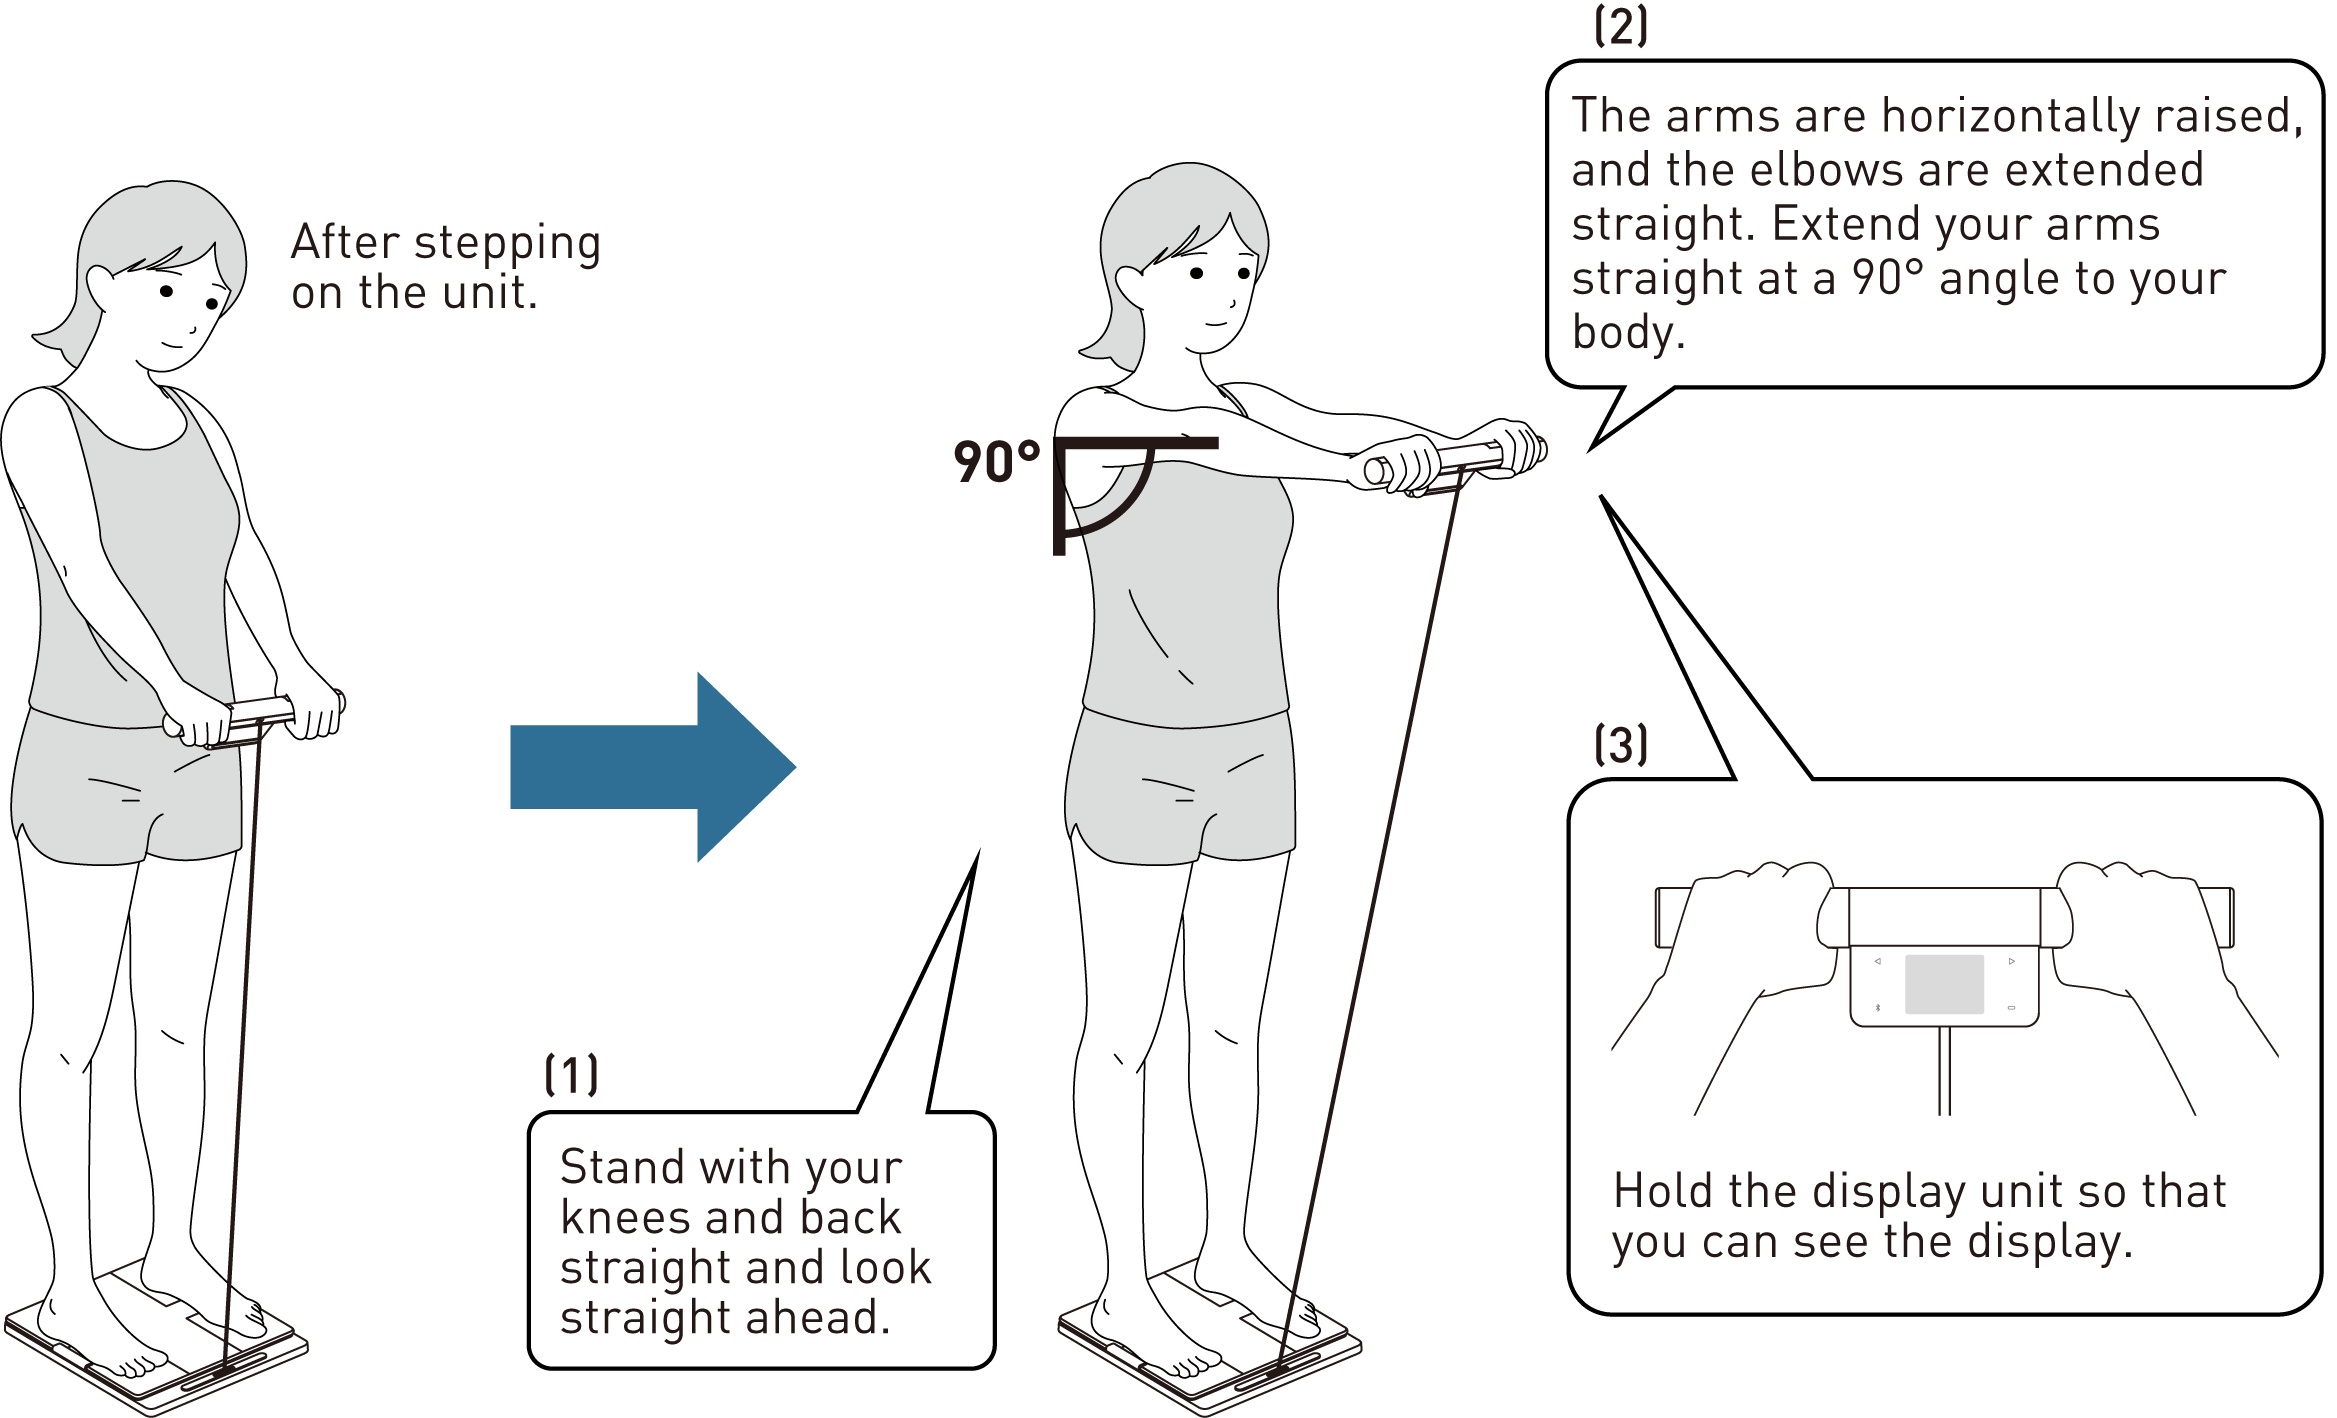 After stepping
on the unit.
90°
(1)
Stand with your
knees and back
straight and look
straight ahead.
(2)
The arms are horizontally raised,
and the elbows are extended
straight. Extend your arms
straight at a 90° angle to your
body.
(3)
Hold the display unit so that
you can see the display.